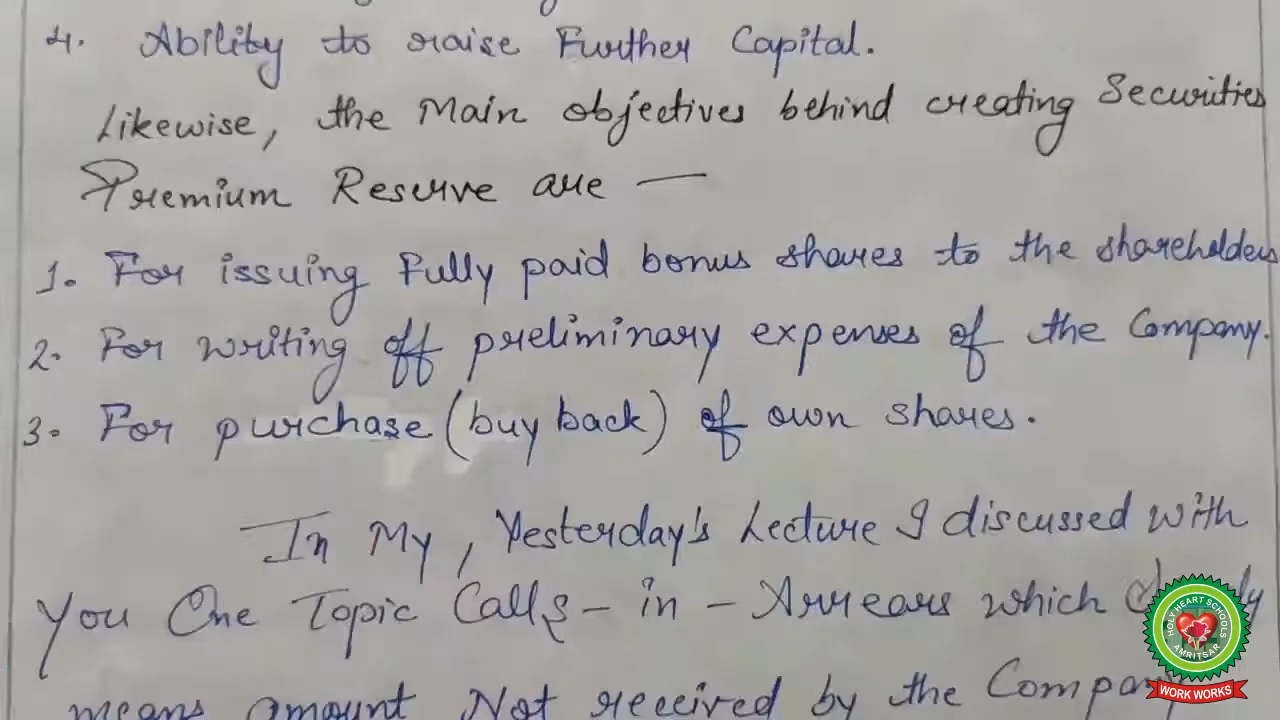 4. Ability to raise Further Capital.
Likewise, the Main objectives behind creating Securities
Premium Reserve are —
1. For issuing Fully paid bonus shares to the shareholders
2. For writing off preliminary expenses of the Company.
3. For purchase (buy back) of own shares.
In My, Yesterday's Lecture I discussed with
You One Topic Calls-in-Arrears which
means amount Not received by the Company
HOLY HEART SCHOOLS
AMRITSAR
WORK WORKS